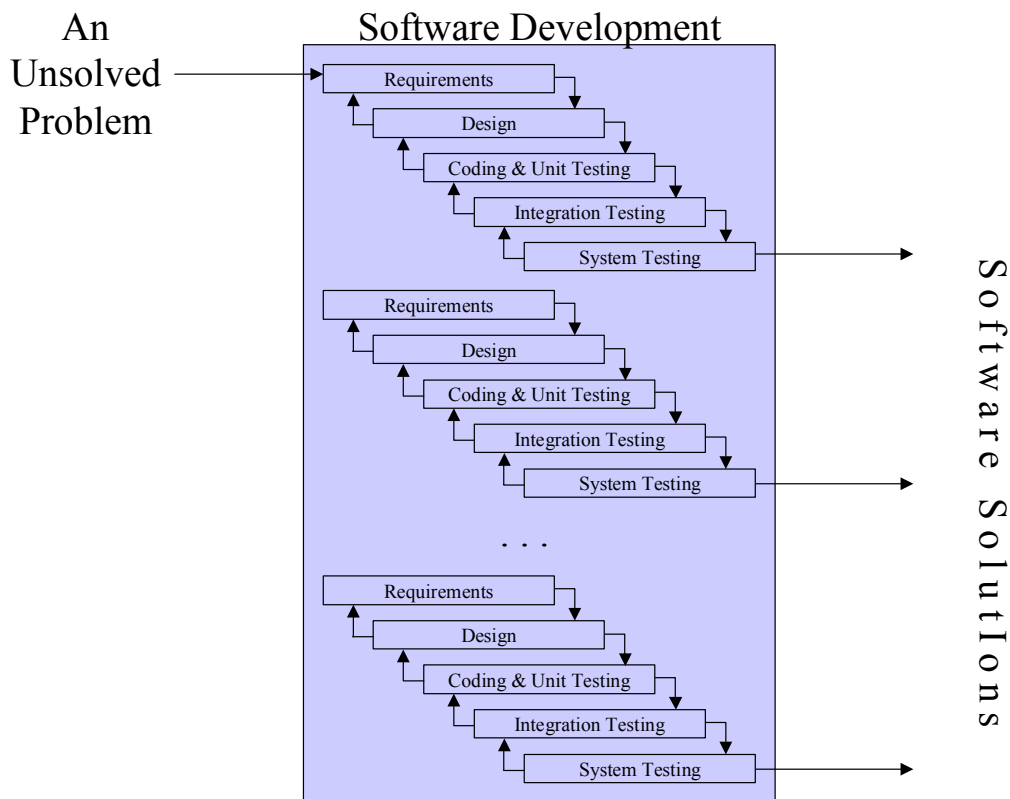 An
Unsolved
Problem
Software Development
Requirements
Design
Coding & Unit Testing
Integration Testing
System Testing
Requirements
Design
Coding & Unit Testing
Integration Testing
System Testing
. . .
Requirements
Design
Coding & Unit Testing
Integration Testing
System Testing
Software SolutIons